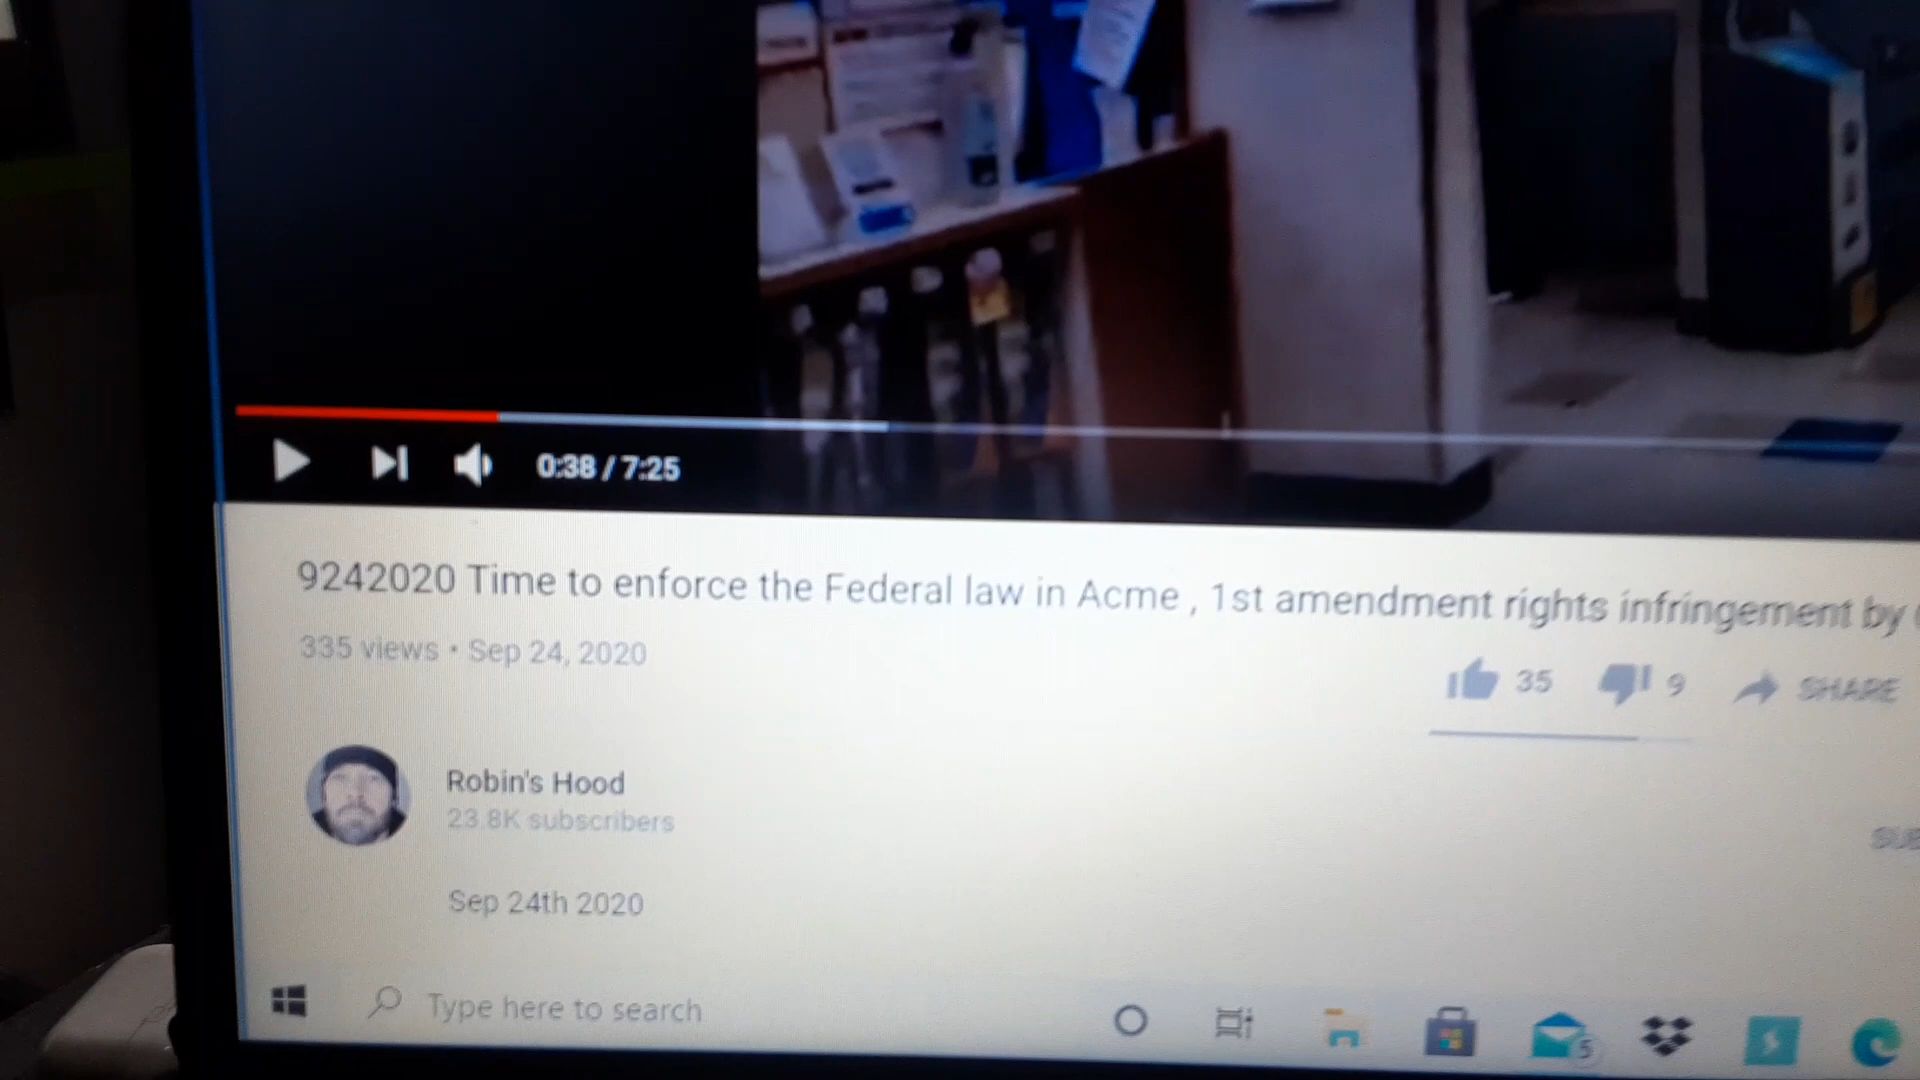 0:38 / 7:25
9242020 Time to enforce the Federal law in Acme , 1st amendment rights infringement by
335 views • Sep 24, 2020
35 9 SHARE
Robin's Hood
23.8K subscribers
SUB
Sep 24th 2020
Type here to search
5